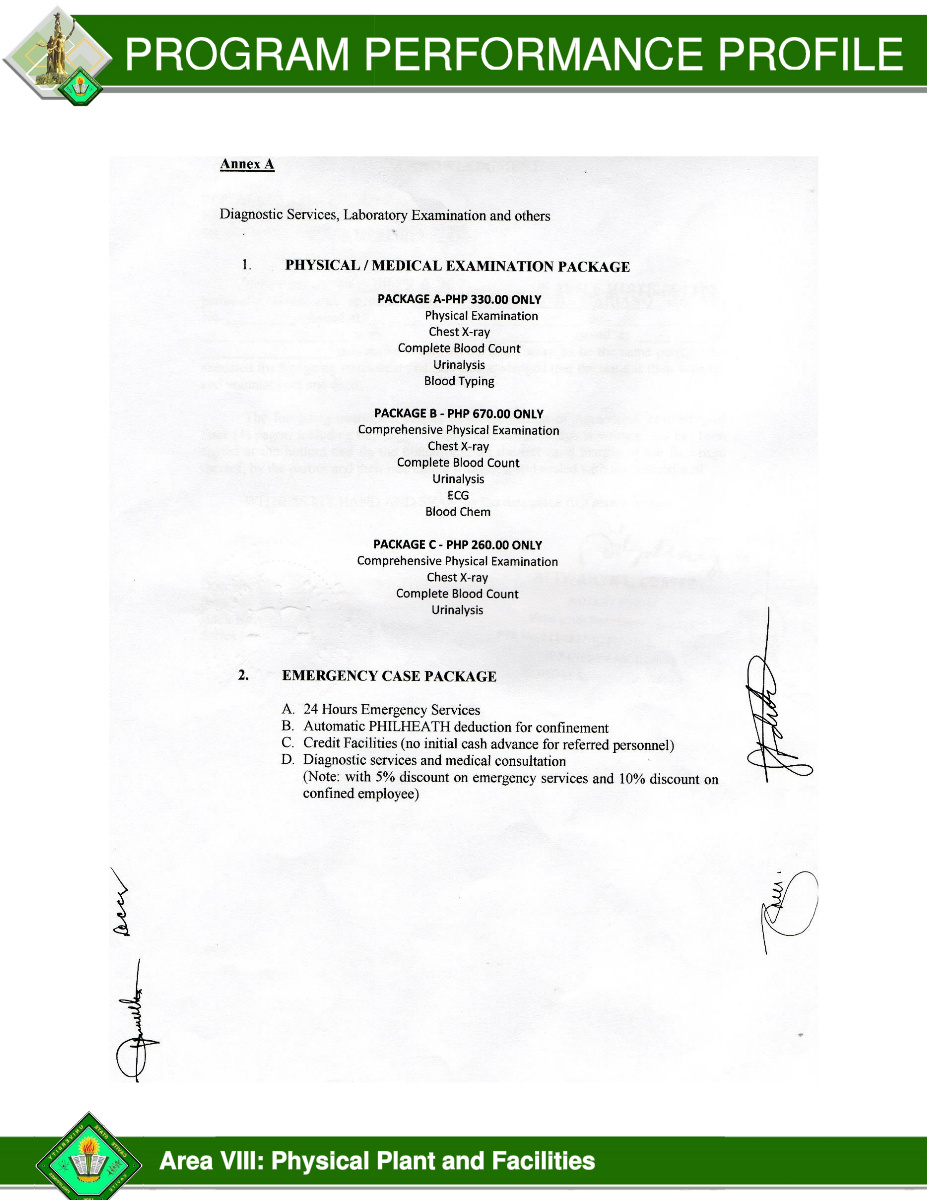 PROGRAM PERFORMANCE PROFILE
Annex A
Diagnostic Services, Laboratory Examination and others
1. PHYSICAL / MEDICAL EXAMINATION PACKAGE
PACKAGE A-PHP 330.00 ONLY
Physical Examination
Chest X-ray
Complete Blood Count
Urinalysis
Blood Typing
PACKAGE B - PHP 670.00 ONLY
Comprehensive Physical Examination
Chest X-ray
Complete Blood Count
Urinalysis
ECG
Blood Chem
PACKAGE C - PHP 260.00 ONLY
Comprehensive Physical Examination
Chest X-ray
Complete Blood Count
Urinalysis
2. EMERGENCY CASE PACKAGE
A. 24 Hours Emergency Services
B. Automatic PHILHEATH deduction for confinement
C. Credit Facilities (no initial cash advance for referred personnel)
D. Diagnostic services and medical consultation
(Note: with 5% discount on emergency services and 10% discount on
confined employee)
Area VIII: Physical Plant and Facilities